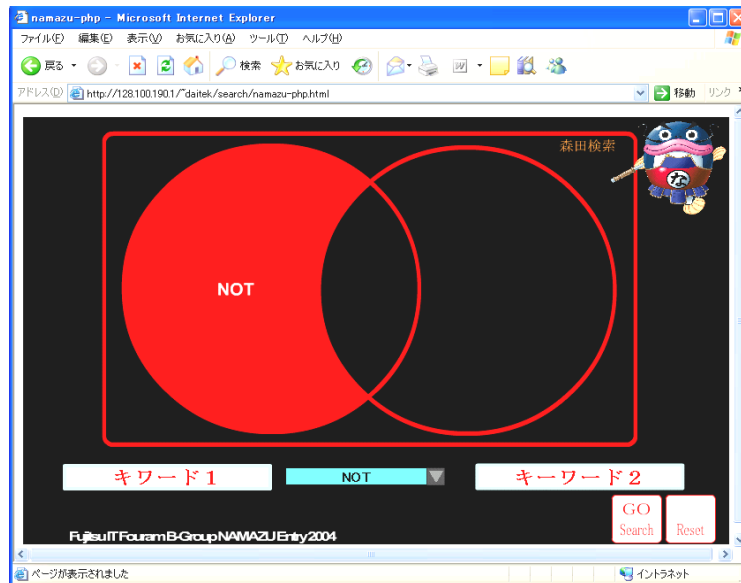 namazu-php - Microsoft Internet Explorer
ファイル(F) 編集(E) 表示(V) お気に入り(A) ツール(T) ヘルプ(H)
戻る 検索 お気に入り W
アドレス(D) http://128.100.190.1/~daitek/search/namazu-php.html 移動 リンク »
森田検索
な
NOT
キワード1 NOT キーワード2
GO
Search Reset
Fujitsu IT Fouram B-Group NAMAZU Entry 2004
ページが表示されました イントラネット